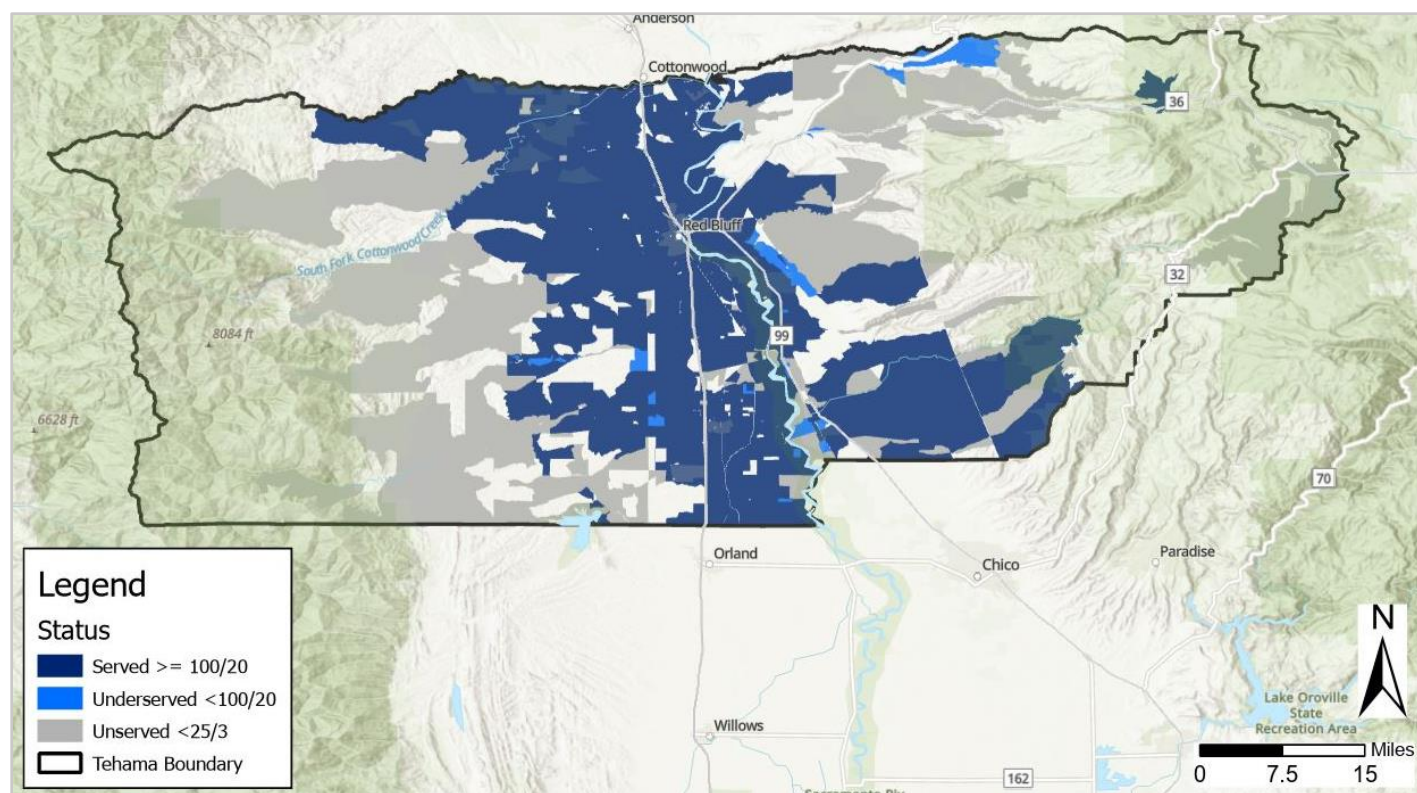 Anderson
Cottonwood
36
Red Bluff
South Fork Cottonwood Creek
32
8084 ft
99
6628 ft
70
Orland
Chico
Paradise
Legend
Status
Served >= 100/20
Underserved <100/20
Unserved <25/3
Tehama Boundary
Willows
N
Lake Oroville
State
Recreation Area
Miles
0 7.5 15
162
Sacramento Riv